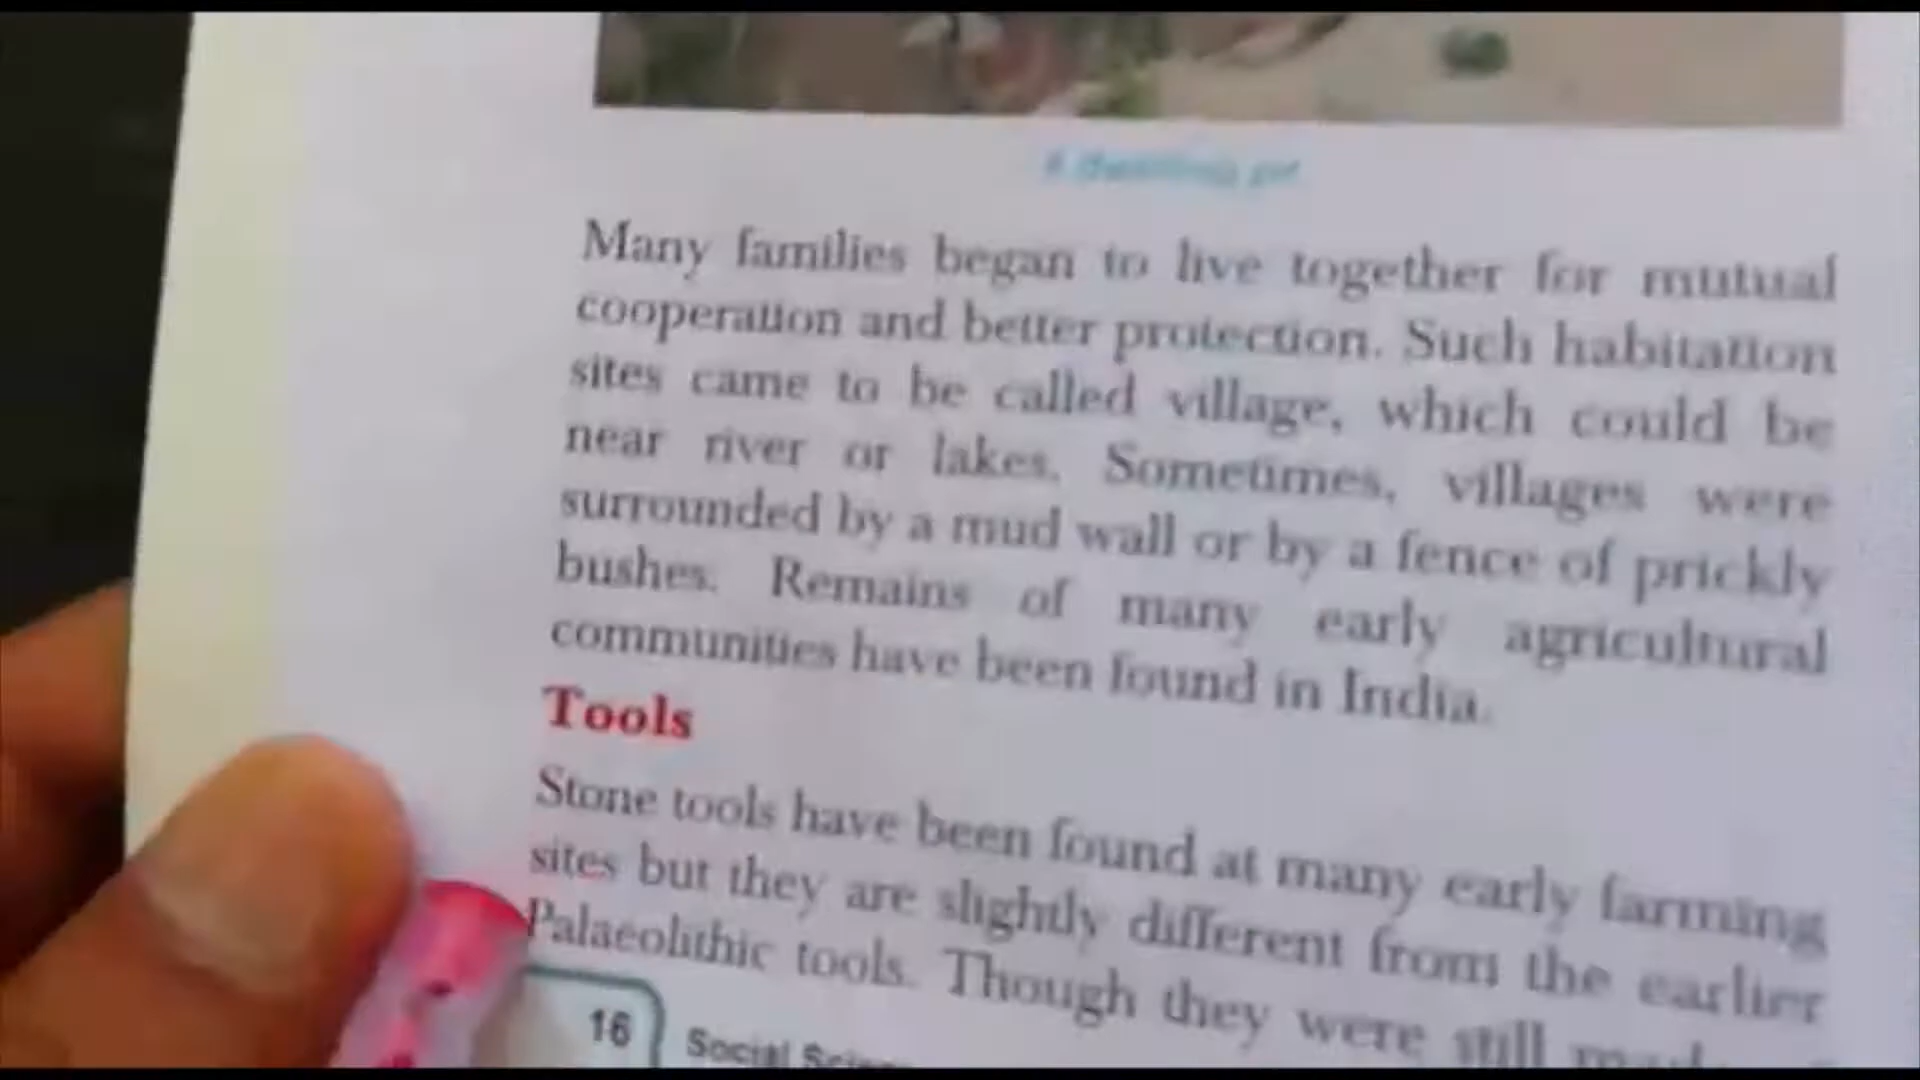 A dwelling pit
Many families began to live together for mutual
cooperation and better protection. Such habitation
sites came to be called village, which could be
near river or lakes. Sometimes, villages were
surrounded by a mud wall or by a fence of prickly
bushes. Remains of many early agricultural
communities have been found in India.
Tools
Stone tools have been found at many early farming
sites but they are slightly different from the earlier
Palaeolithic tools. Though they were still
16
Social